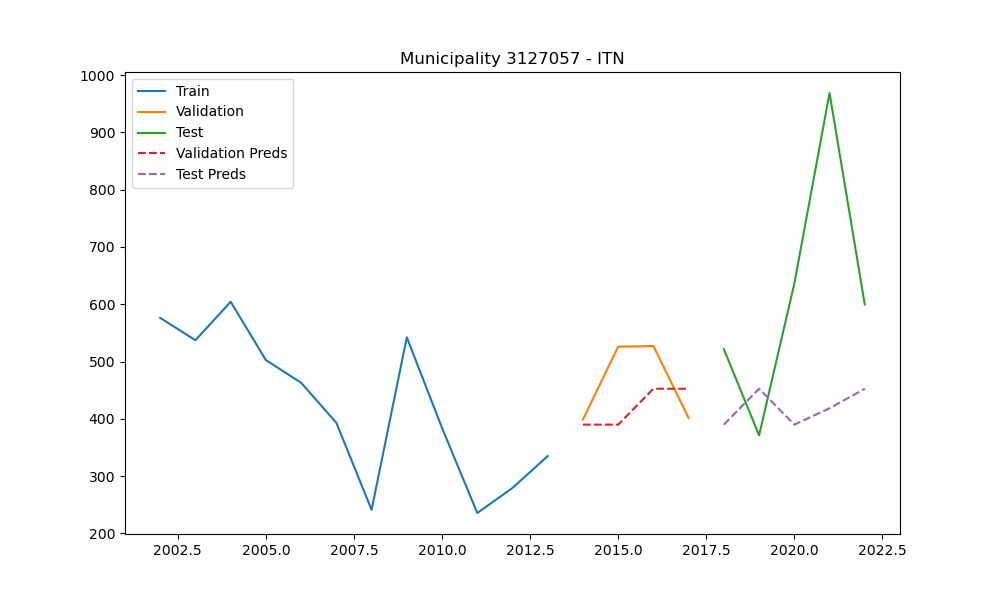 Municipality 3127057 - ITN
1000
900
800
700
600
500
400
300
200
Train
Validation
Test
Validation Preds
Test Preds
2002.5 2005.0 2007.5 2010.0 2012.5 2015.0 2017.5 2020.0 2022.5